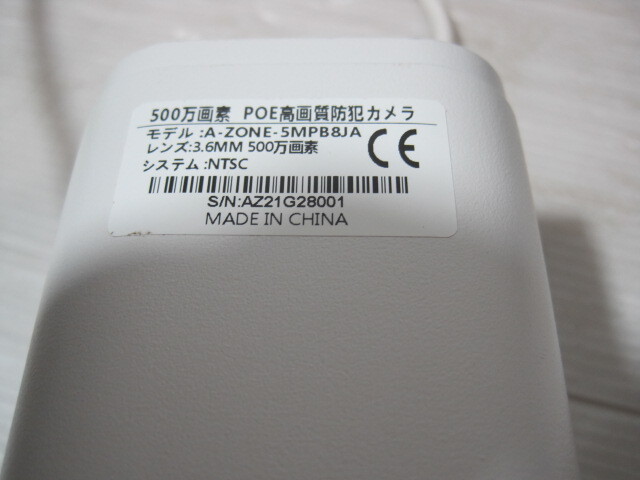 500万画素 POE高画質防犯カメラ
モデル:A-ZONE-5MPB8JA
レンズ:3.6MM 500万画素
システム:NTSC
CE
S/N:AZ21G28001
MADE IN CHINA